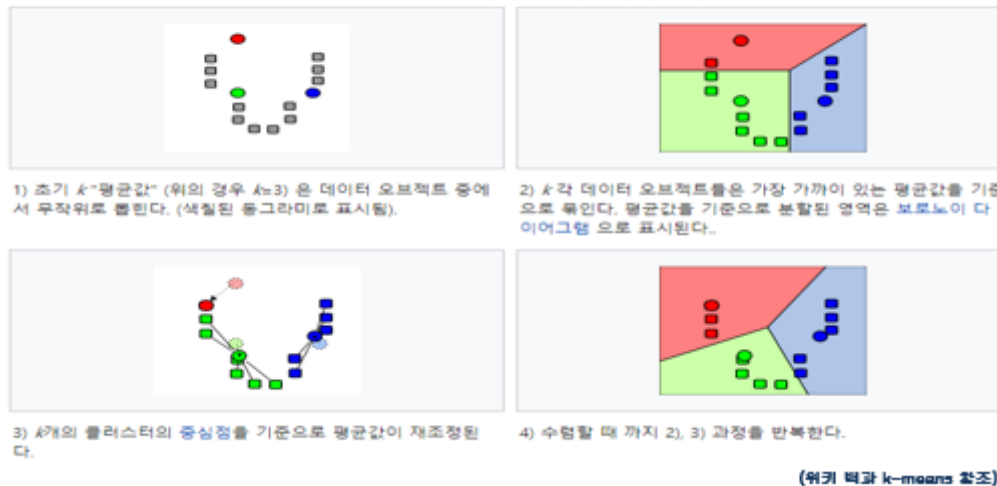 1) 초기 k "평균값" (위의 경우 k=3) 은 데이터 오브젝트 중에
서 무작위로 뽑힌다. (색칠된 동그라미로 표시됨).
2) k 각 데이터 오브젝트들은 가장 가까이 있는 평균값을 기준
으로 묶인다. 평균값을 기준으로 분할된 영역은 보로노이 다
이어그램 으로 표시된다..
3) k개의 클러스터의 중심점을 기준으로 평균값이 재조정된
다.
4) 수렴할 때 까지 2), 3) 과정을 반복한다.
(위키 백과 k-means 참조)